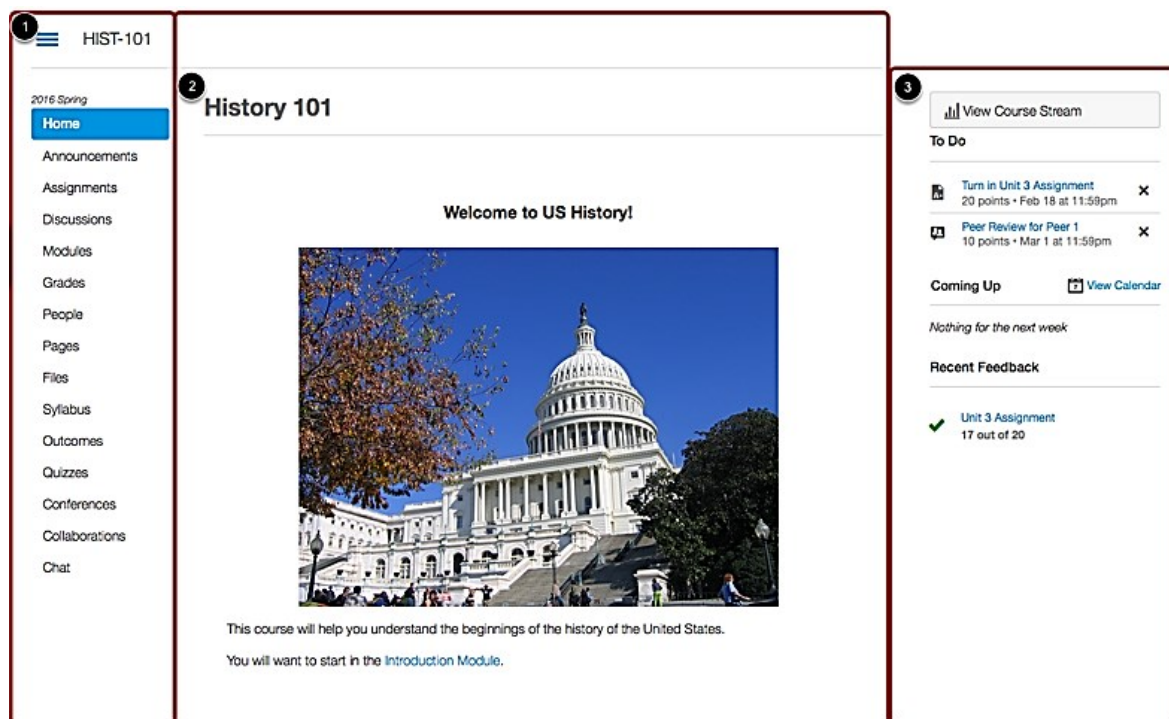 1
HIST-101
2016 Spring
Home
Announcements
Assignments
Discussions
Modules
Grades
People
Pages
Files
Syllabus
Outcomes
Quizzes
Conferences
Collaborations
Chat
2
History 101
Welcome to US History!
This course will help you understand the beginnings of the history of the United States.
You will want to start in the Introduction Module.
3
View Course Stream
To Do
Turn in Unit 3 Assignment
20 points • Feb 18 at 11:59pm
Peer Review for Peer 1
10 points • Mar 1 at 11:59pm
Coming Up
View Calendar
Nothing for the next week
Recent Feedback
Unit 3 Assignment
17 out of 20